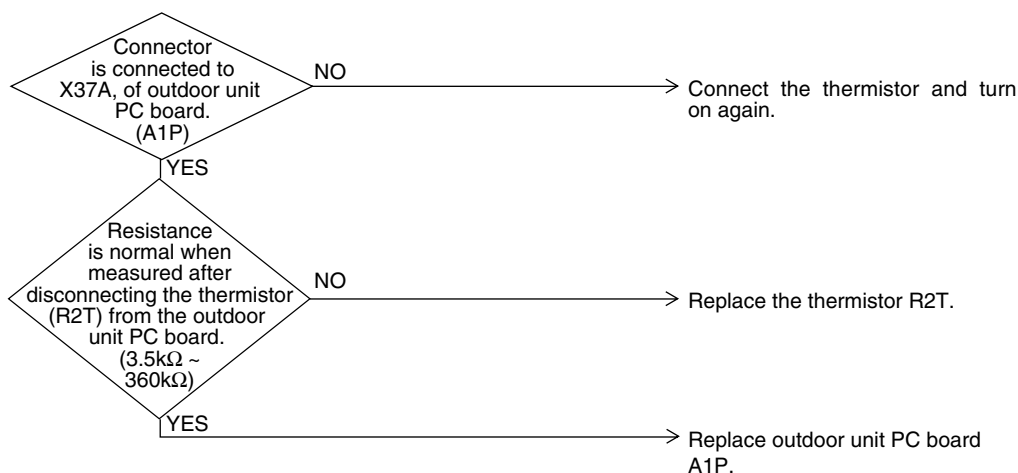 Connector
is connected to
X37A, of outdoor unit
PC board.
(A1P)
NO
Connect the thermistor and turn
on again.
YES
Resistance
is normal when
measured after
disconnecting the thermistor
(R2T) from the outdoor
unit PC board.
(3.5kΩ ~
360kΩ)
NO
Replace the thermistor R2T.
YES
Replace outdoor unit PC board
A1P.